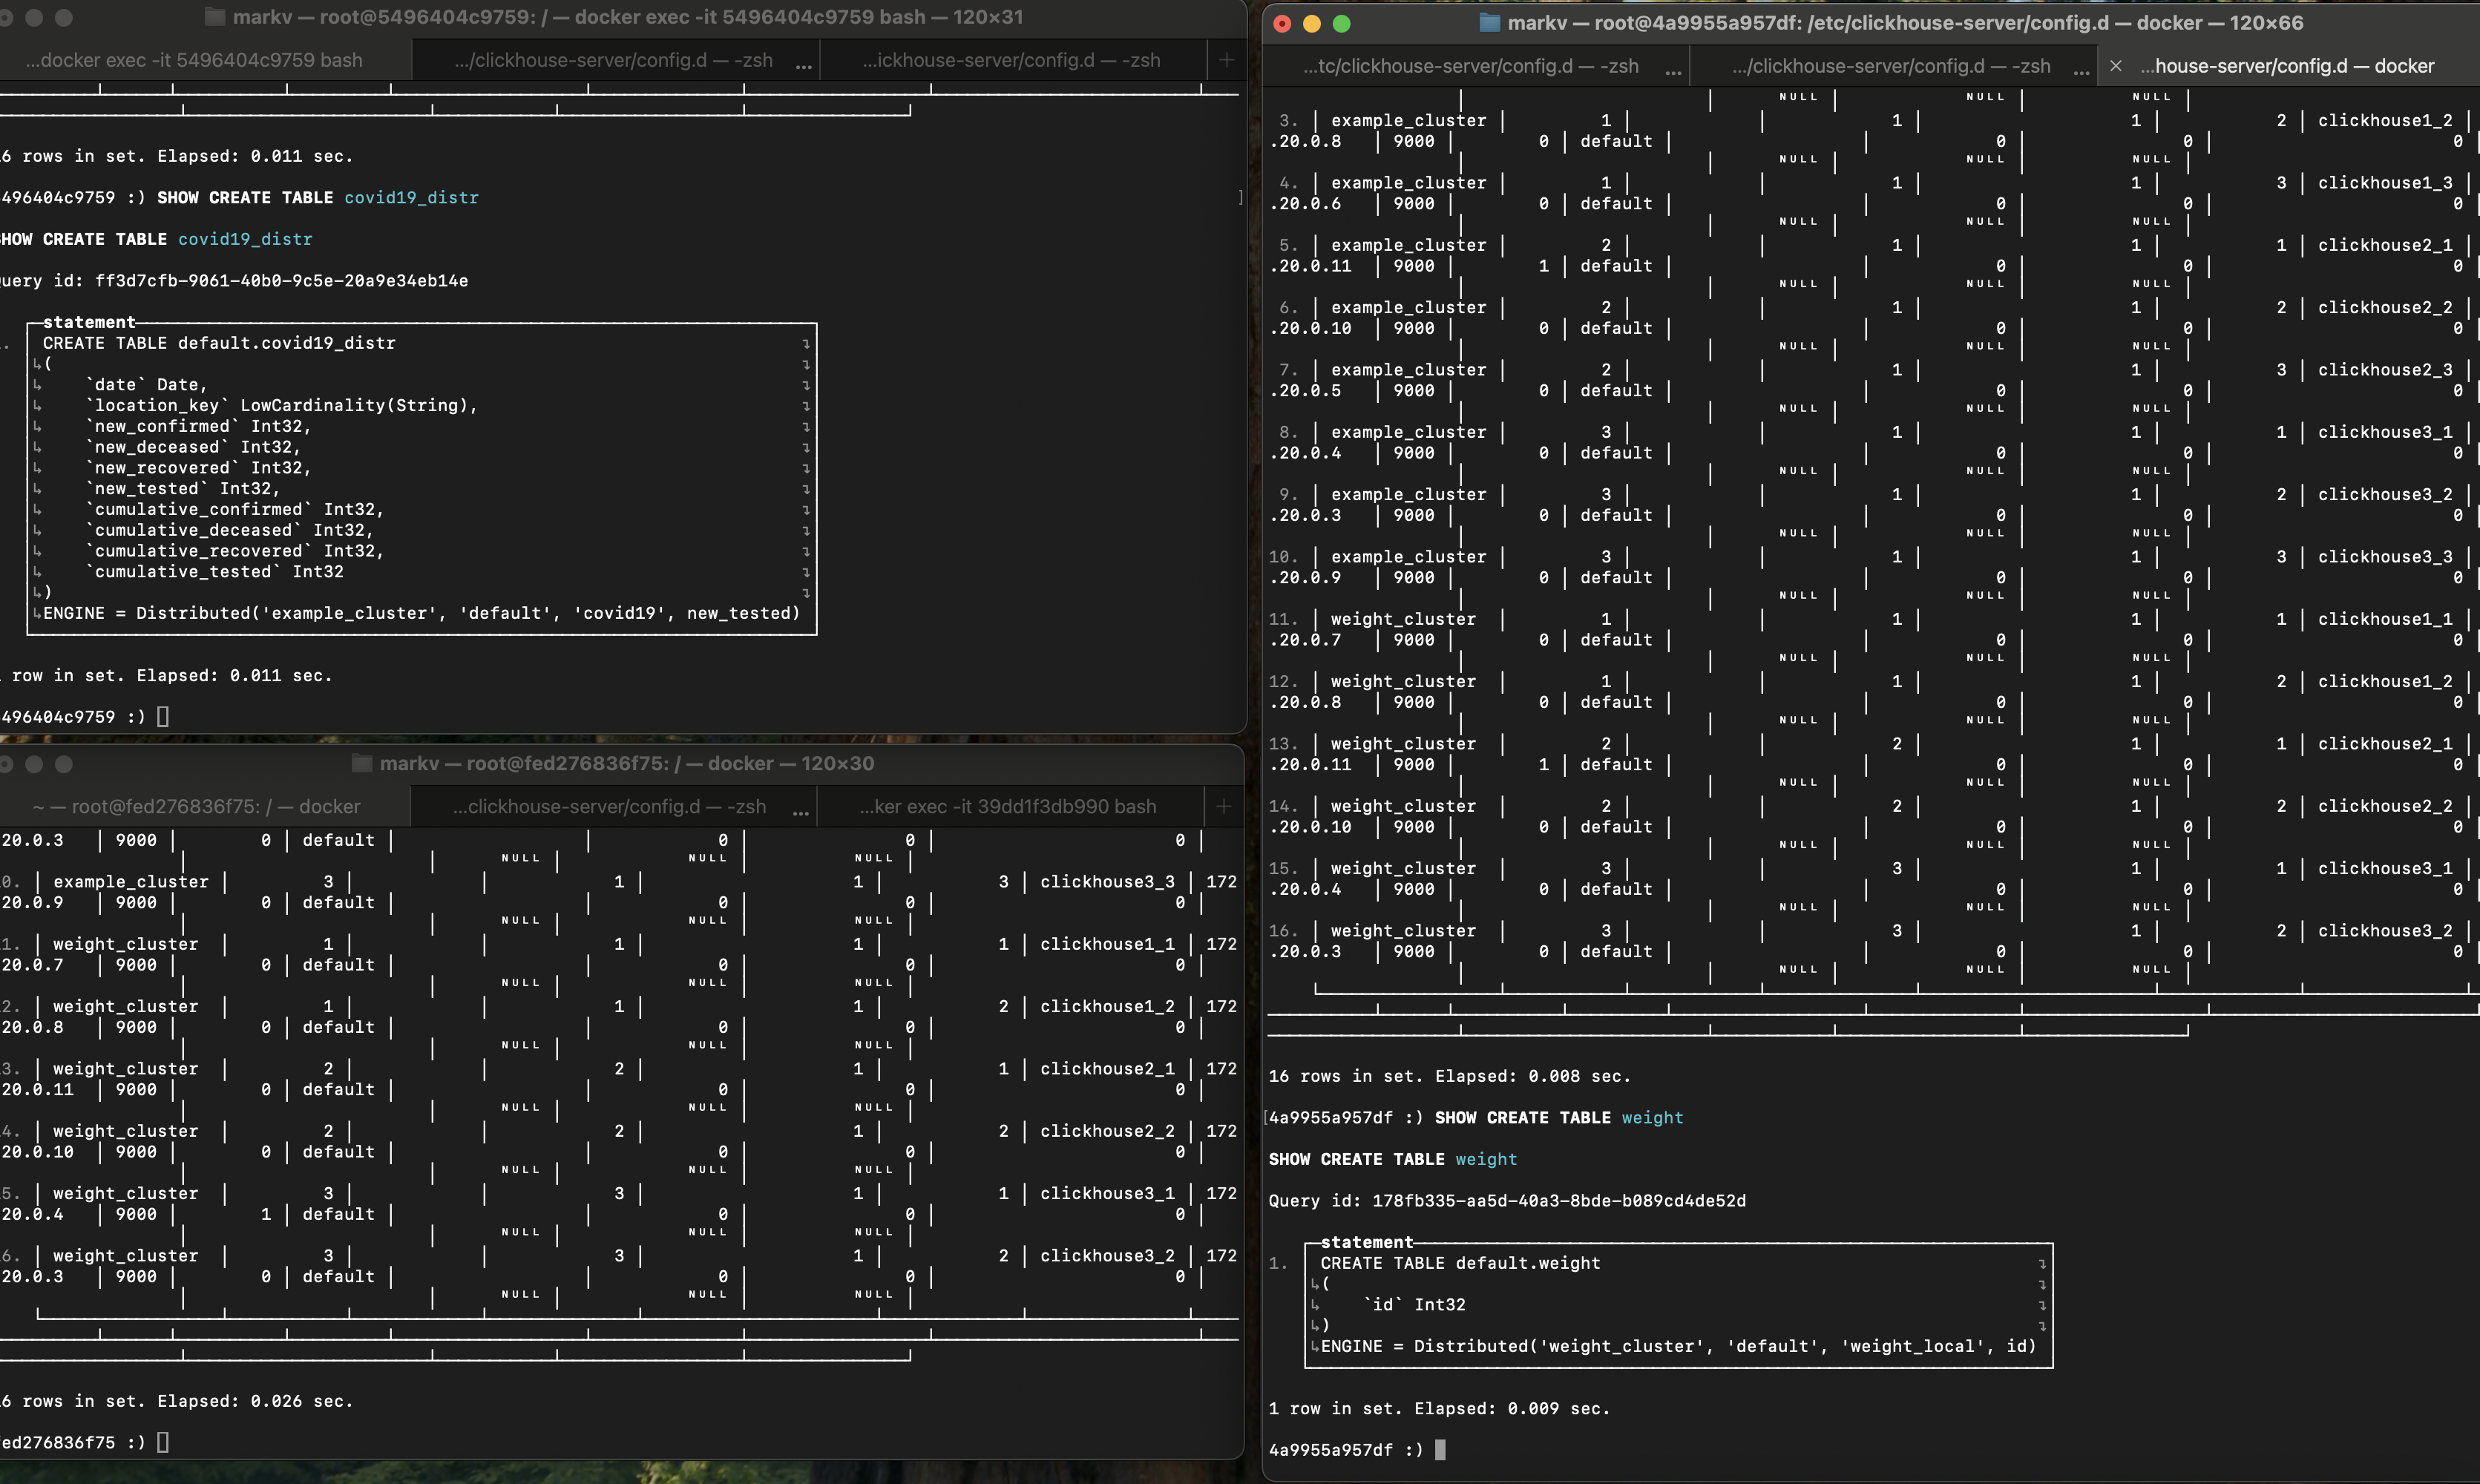 markv — root@5496404c9759: / — docker exec -it 5496404c9759 bash — 120×31
...docker exec -it 5496404c9759 bash
.../clickhouse-server/config.d — -zsh ...
...ickhouse-server/config.d — -zsh
+
6 rows in set. Elapsed: 0.011 sec.
496404c9759 :) SHOW CREATE TABLE covid19_distr ]
SHOW CREATE TABLE covid19_distr
uery id: ff3d7cfb-9061-40b0-9c5e-20a9e34eb14e
statement
. CREATE TABLE default.covid19_distr
(
`date` Date,
`location_key` LowCardinality(String),
`new_confirmed` Int32,
`new_deceased` Int32,
`new_recovered` Int32,
`new_tested` Int32,
`cumulative_confirmed` Int32,
`cumulative_deceased` Int32,
`cumulative_recovered` Int32,
`cumulative_tested` Int32
)
ENGINE = Distributed('example_cluster', 'default', 'covid19', new_tested)
row in set. Elapsed: 0.011 sec.
496404c9759 :)
markv — root@fed276836f75: / — docker — 120×30
~ — root@fed276836f75: / — docker
...clickhouse-server/config.d — -zsh ...
...ker exec -it 39dd1f3db990 bash
+
20.0.3 │ 9000 │ 0 │ default │ │ 0 │ 0 │ 0 │
│ │ NULL │ NULL │ NULL │
0. │ example_cluster │ 3 │ │ 1 │ 1 │ 3 │ clickhouse3_3 │ 172
20.0.9 │ 9000 │ 0 │ default │ │ 0 │ 0 │ 0 │
│ │ NULL │ NULL │ NULL │
1. │ weight_cluster │ 1 │ │ 1 │ 1 │ 1 │ clickhouse1_1 │ 172
20.0.7 │ 9000 │ 0 │ default │ │ 0 │ 0 │ 0 │
│ │ NULL │ NULL │ NULL │
2. │ weight_cluster │ 1 │ │ 1 │ 1 │ 2 │ clickhouse1_2 │ 172
20.0.8 │ 9000 │ 0 │ default │ │ 0 │ 0 │ 0 │
│ │ NULL │ NULL │ NULL │
3. │ weight_cluster │ 2 │ │ 2 │ 1 │ 1 │ clickhouse2_1 │ 172
20.0.11 │ 9000 │ 0 │ default │ │ 0 │ 0 │ 0 │
│ │ NULL │ NULL │ NULL │
4. │ weight_cluster │ 2 │ │ 2 │ 1 │ 2 │ clickhouse2_2 │ 172
20.0.10 │ 9000 │ 0 │ default │ │ 0 │ 0 │ 0 │
│ │ NULL │ NULL │ NULL │
5. │ weight_cluster │ 3 │ │ 3 │ 1 │ 1 │ clickhouse3_1 │ 172
20.0.4 │ 9000 │ 1 │ default │ │ 0 │ 0 │ 0 │
│ │ NULL │ NULL │ NULL │
6. │ weight_cluster │ 3 │ │ 3 │ 1 │ 2 │ clickhouse3_2 │ 172
20.0.3 │ 9000 │ 0 │ default │ │ 0 │ 0 │ 0 │
│ │ NULL │ NULL │ NULL │
6 rows in set. Elapsed: 0.026 sec.
ed276836f75 :)
markv — root@4a9955a957df: /etc/clickhouse-server/config.d — docker — 120×66
...tc/clickhouse-server/config.d — -zsh ...
.../clickhouse-server/config.d — -zsh ...
× ...house-server/config.d — docker
│ │ NULL │ NULL │ NULL │
3. │ example_cluster │ 1 │ │ 1 │ 1 │ 2 │ clickhouse1_2 │
.20.0.8 │ 9000 │ 0 │ default │ │ 0 │ 0 │ 0 │
│ │ NULL │ NULL │ NULL │
4. │ example_cluster │ 1 │ │ 1 │ 1 │ 3 │ clickhouse1_3 │
.20.0.6 │ 9000 │ 0 │ default │ │ 0 │ 0 │ 0 │
│ │ NULL │ NULL │ NULL │
5. │ example_cluster │ 2 │ │ 1 │ 1 │ 1 │ clickhouse2_1 │
.20.0.11 │ 9000 │ 1 │ default │ │ 0 │ 0 │ 0 │
│ │ NULL │ NULL │ NULL │
6. │ example_cluster │ 2 │ │ 1 │ 1 │ 2 │ clickhouse2_2 │
.20.0.10 │ 9000 │ 0 │ default │ │ 0 │ 0 │ 0 │
│ │ NULL │ NULL │ NULL │
7. │ example_cluster │ 2 │ │ 1 │ 1 │ 3 │ clickhouse2_3 │
.20.0.5 │ 9000 │ 0 │ default │ │ 0 │ 0 │ 0 │
│ │ NULL │ NULL │ NULL │
8. │ example_cluster │ 3 │ │ 1 │ 1 │ 1 │ clickhouse3_1 │
.20.0.4 │ 9000 │ 0 │ default │ │ 0 │ 0 │ 0 │
│ │ NULL │ NULL │ NULL │
9. │ example_cluster │ 3 │ │ 1 │ 1 │ 2 │ clickhouse3_2 │
.20.0.3 │ 9000 │ 0 │ default │ │ 0 │ 0 │ 0 │
│ │ NULL │ NULL │ NULL │
10. │ example_cluster │ 3 │ │ 1 │ 1 │ 3 │ clickhouse3_3 │
.20.0.9 │ 9000 │ 0 │ default │ │ 0 │ 0 │ 0 │
│ │ NULL │ NULL │ NULL │
11. │ weight_cluster │ 1 │ │ 1 │ 1 │ 1 │ clickhouse1_1 │
.20.0.7 │ 9000 │ 0 │ default │ │ 0 │ 0 │ 0 │
│ │ NULL │ NULL │ NULL │
12. │ weight_cluster │ 1 │ │ 1 │ 1 │ 2 │ clickhouse1_2 │
.20.0.8 │ 9000 │ 0 │ default │ │ 0 │ 0 │ 0 │
│ │ NULL │ NULL │ NULL │
13. │ weight_cluster │ 2 │ │ 2 │ 1 │ 1 │ clickhouse2_1 │
.20.0.11 │ 9000 │ 1 │ default │ │ 0 │ 0 │ 0 │
│ │ NULL │ NULL │ NULL │
14. │ weight_cluster │ 2 │ │ 2 │ 1 │ 2 │ clickhouse2_2 │
.20.0.10 │ 9000 │ 0 │ default │ │ 0 │ 0 │ 0 │
│ │ NULL │ NULL │ NULL │
15. │ weight_cluster │ 3 │ │ 3 │ 1 │ 1 │ clickhouse3_1 │
.20.0.4 │ 9000 │ 0 │ default │ │ 0 │ 0 │ 0 │
│ │ NULL │ NULL │ NULL │
16. │ weight_cluster │ 3 │ │ 3 │ 1 │ 2 │ clickhouse3_2 │
.20.0.3 │ 9000 │ 0 │ default │ │ 0 │ 0 │ 0 │
│ │ NULL │ NULL │ NULL │
16 rows in set. Elapsed: 0.008 sec.
[4a9955a957df :) SHOW CREATE TABLE weight
SHOW CREATE TABLE weight
Query id: 178fb335-aa5d-40a3-8bde-b089cd4de52d
statement
1. CREATE TABLE default.weight
(
`id` Int32
)
ENGINE = Distributed('weight_cluster', 'default', 'weight_local', id)
1 row in set. Elapsed: 0.009 sec.
4a9955a957df :)